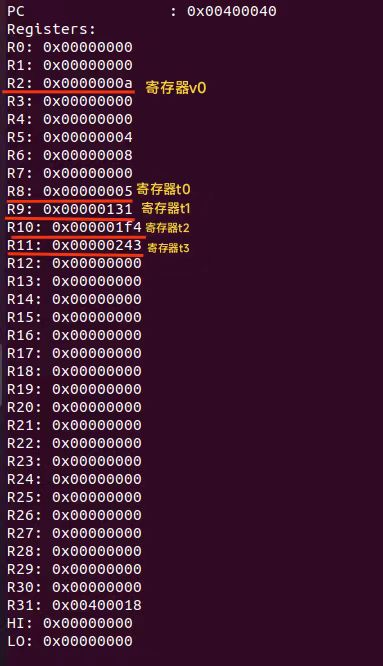 PC : 0x00400040
Registers:
R0: 0x00000000
R1: 0x00000000
R2: 0x0000000a 寄存器v0
R3: 0x00000000
R4: 0x00000000
R5: 0x00000004
R6: 0x00000008
R7: 0x00000000
R8: 0x00000005 寄存器t0
R9: 0x00000131 寄存器t1
R10: 0x000001f4 寄存器t2
R11: 0x00000243 寄存器t3
R12: 0x00000000
R13: 0x00000000
R14: 0x00000000
R15: 0x00000000
R16: 0x00000000
R17: 0x00000000
R18: 0x00000000
R19: 0x00000000
R20: 0x00000000
R21: 0x00000000
R22: 0x00000000
R23: 0x00000000
R24: 0x00000000
R25: 0x00000000
R26: 0x00000000
R27: 0x00000000
R28: 0x00000000
R29: 0x00000000
R30: 0x00000000
R31: 0x00400018
HI: 0x00000000
LO: 0x00000000